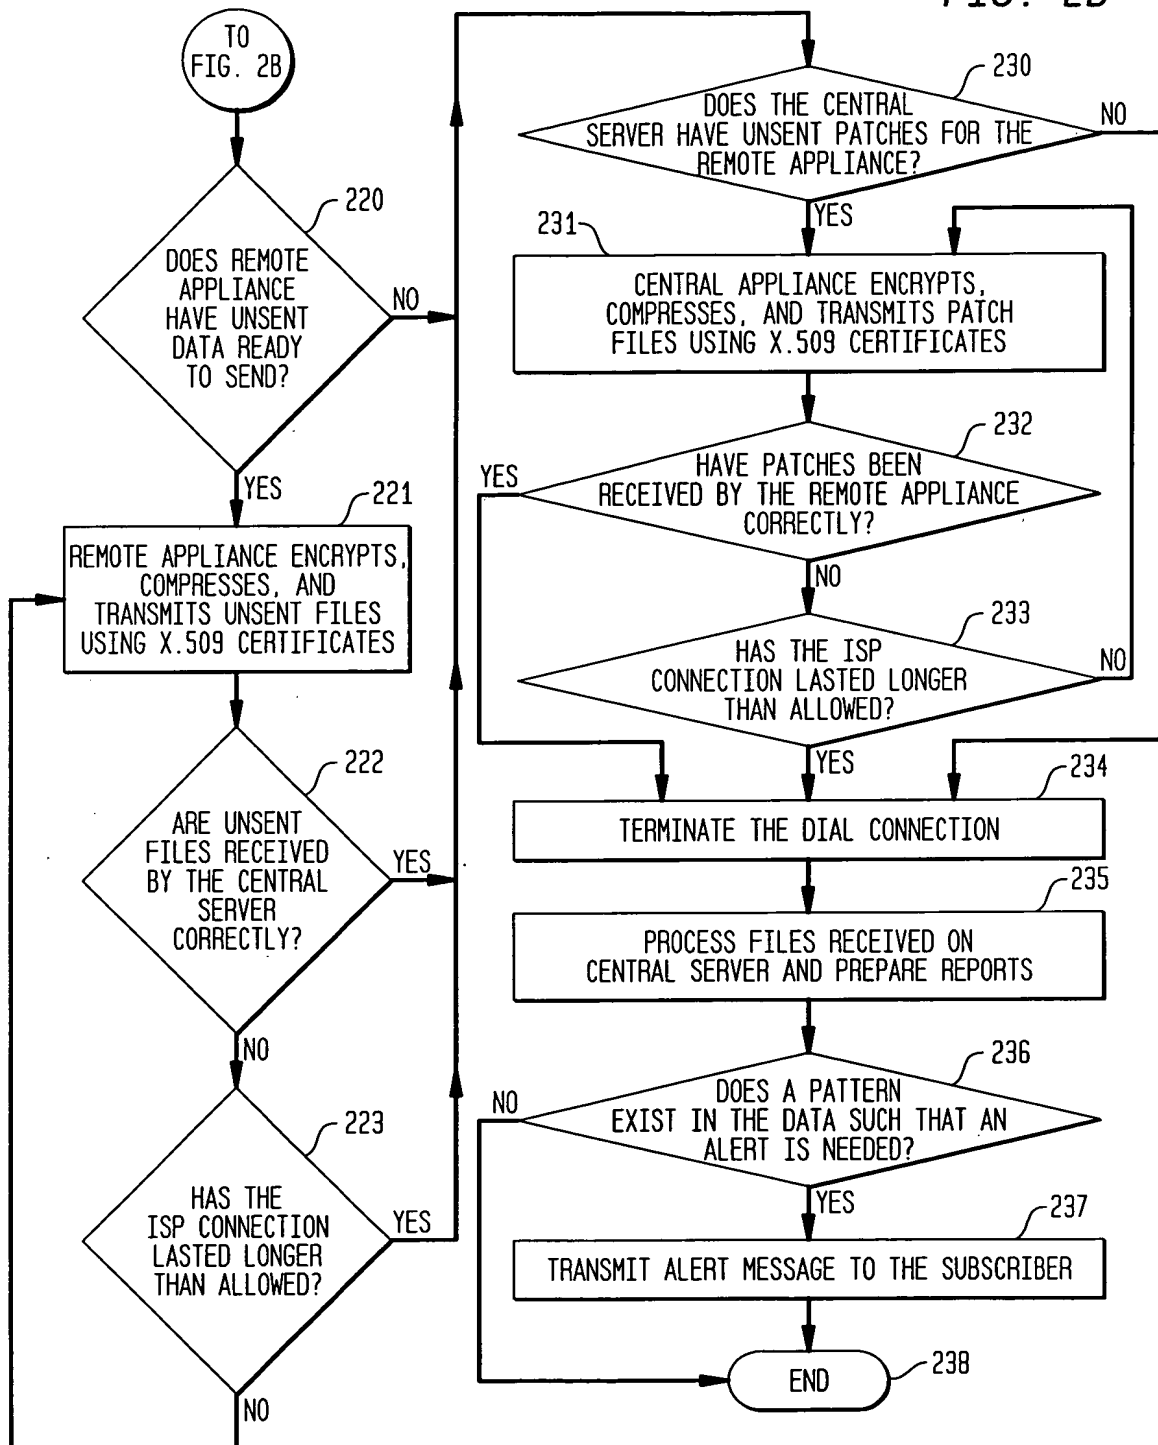 FIG. 2B
TO
FIG. 2B
220
DOES REMOTE
APPLIANCE
HAVE UNSENT
DATA READY
TO SEND?
NO
YES
221
REMOTE APPLIANCE ENCRYPTS,
COMPRESSES, AND
TRANSMITS UNSENT FILES
USING X.509 CERTIFICATES
222
ARE UNSENT
FILES RECEIVED
BY THE CENTRAL
SERVER
CORRECTLY?
YES
NO
223
HAS THE
ISP CONNECTION
LASTED LONGER
THAN ALLOWED?
YES
NO
230
DOES THE CENTRAL
SERVER HAVE UNSENT PATCHES FOR THE
REMOTE APPLIANCE?
NO
YES
231
CENTRAL APPLIANCE ENCRYPTS,
COMPRESSES, AND TRANSMITS PATCH
FILES USING X.509 CERTIFICATES
232
HAVE PATCHES BEEN
RECEIVED BY THE REMOTE APPLIANCE
CORRECTLY?
YES
NO
233
HAS THE ISP
CONNECTION LASTED LONGER
THAN ALLOWED?
NO
YES
234
TERMINATE THE DIAL CONNECTION
235
PROCESS FILES RECEIVED ON
CENTRAL SERVER AND PREPARE REPORTS
236
DOES A PATTERN
EXIST IN THE DATA SUCH THAT AN
ALERT IS NEEDED?
NO
YES
237
TRANSMIT ALERT MESSAGE TO THE SUBSCRIBER
END
238